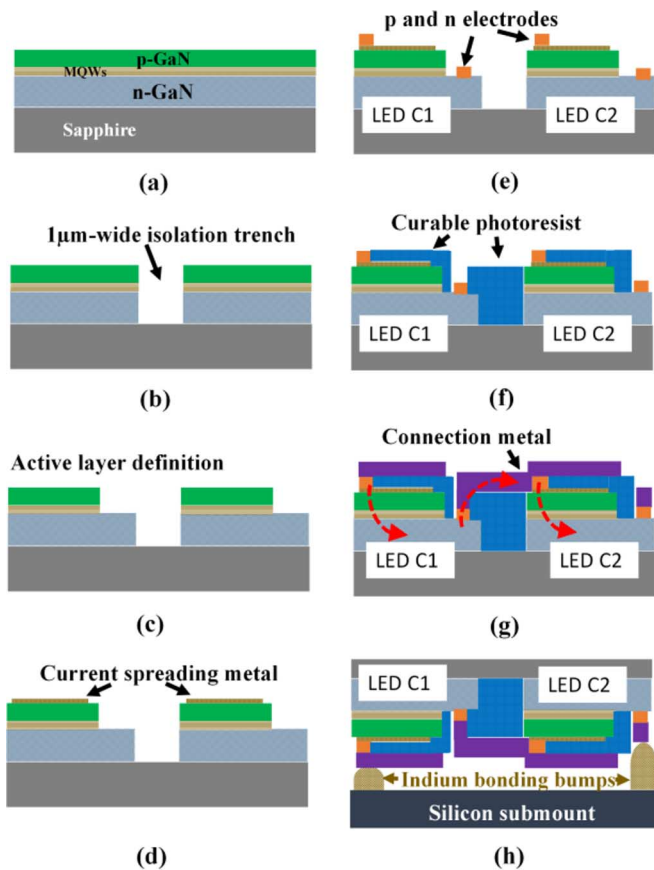 p-GaN
MQWs
n-GaN
Sapphire
(a)
1μm-wide isolation trench
(b)
Active layer definition
(c)
Current spreading metal
(d)
p and n electrodes
LED C1
LED C2
(e)
Curable photoresist
LED C1
LED C2
(f)
Connection metal
LED C1
LED C2
(g)
LED C1
LED C2
Indium bonding bumps
Silicon submount
(h)